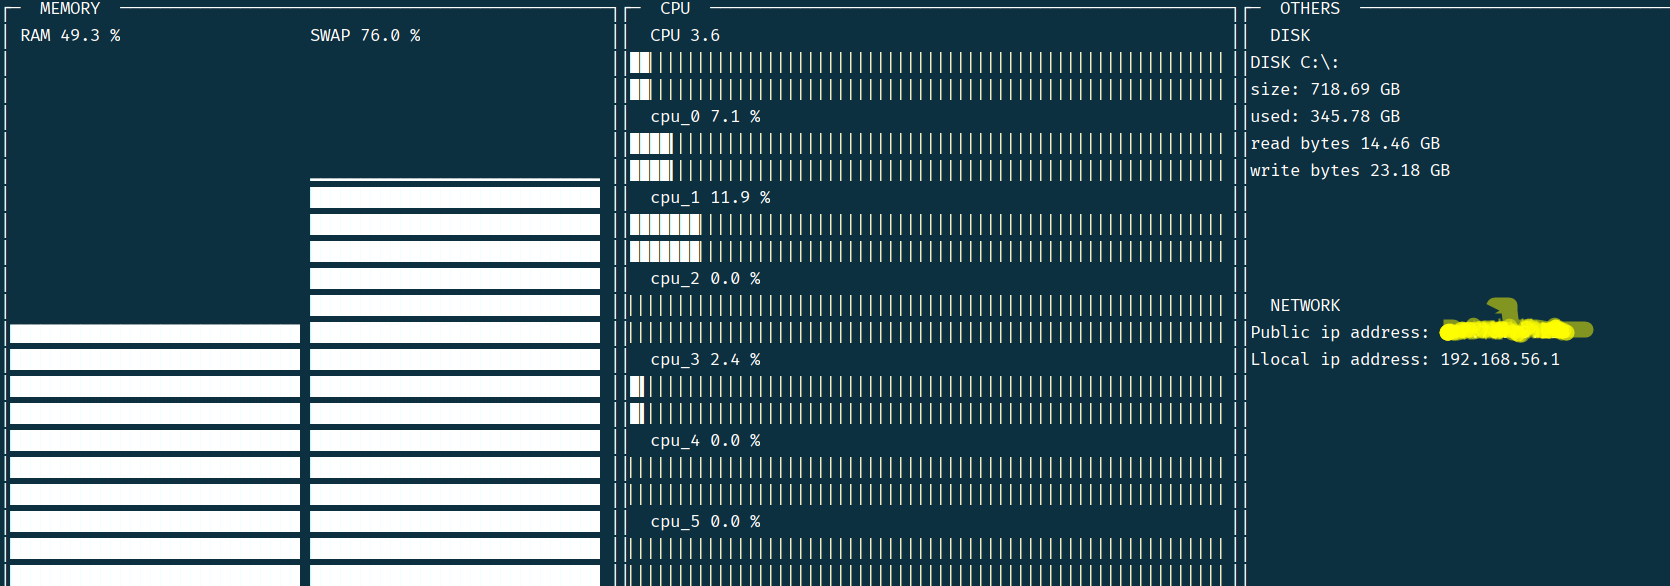 MEMORY
RAM 49.3 %
SWAP 76.0 %
CPU
CPU 3.6
cpu_0 7.1 %
cpu_1 11.9 %
cpu_2 0.0 %
cpu_3 2.4 %
cpu_4 0.0 %
cpu_5 0.0 %
OTHERS
DISK
DISK C:\:
size: 718.69 GB
used: 345.78 GB
read bytes 14.46 GB
write bytes 23.18 GB
NETWORK
Public ip address:
Llocal ip address: 192.168.56.1